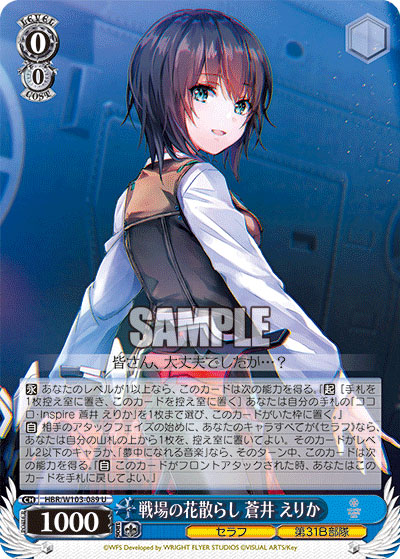 LEVEL
0
0
COST
SAMPLE
皆さん、大丈夫でしたか…？
永 あなたのレベルが1以上なら、このカードは次の能力を得る。『起［手札を
1枚控え室に置き、このカードを控え室に置く］ あなたは自分の手札の「ココ
ロ・Inspire 蒼井 えりか」を1枚まで選び、このカードがいた枠に置く。』
自 相手のアタックフェイズの始めに、あなたのキャラすべてが《セラフ》なら、
あなたは自分の山札の上から1枚を、控え室に置いてよい。そのカードがレベ
ル2以下のキャラか、「夢中になれる音楽」なら、そのターン中、このカードは次
の能力を得る。『自 このカードがフロントアタックされた時、あなたはこれは
CH HBR/W103-089 U
1000
戦場の花散らし 蒼井 えりか
セラフ
第31B部隊
©WFS Developed by WRIGHT FLYER STUDIOS ©VISUAL ARTS/Key